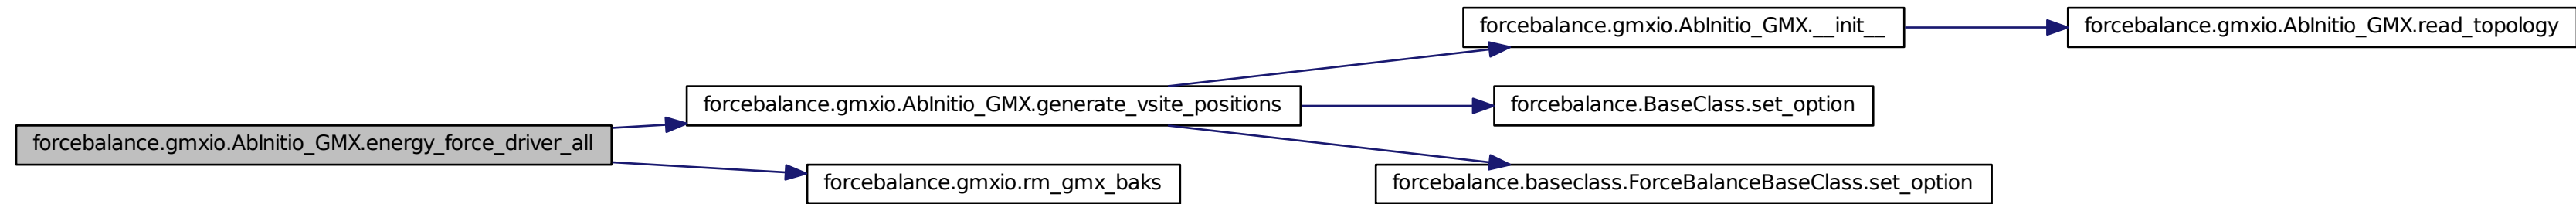 forcebalance.gmxio.AbInitio_GMX.__init__
forcebalance.gmxio.AbInitio_GMX.read_topology
forcebalance.gmxio.AbInitio_GMX.generate_vsite_positions
forcebalance.BaseClass.set_option
forcebalance.gmxio.AbInitio_GMX.energy_force_driver_all
forcebalance.gmxio.rm_gmx_baks
forcebalance.baseclass.ForceBalanceBaseClass.set_option